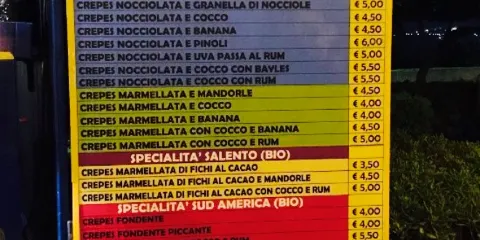 CREPES NOCCIOLATA E GRANELLA DI NOCCIOLE € 5,00
CREPES NOCCIOLATA E COCCO € 4,50
CREPES NOCCIOLATA E BANANA € 4,50
CREPES NOCCIOLATA E PINOLI € 6,00
CREPES NOCCIOLATA E UVA PASSA AL RUM € 5,00
CREPES NOCCIOLATA E COCCO CON BAYLES € 5,50
CREPES NOCCIOLATA E COCCO CON RUM € 5,50
CREPES MARMELLATA E MANDORLE € 4,50
CREPES MARMELLATA E COCCO € 4,00
CREPES MARMELLATA E BANANA € 4,00
CREPES MARMELLATA CON COCCO E BANANA € 4,50
CREPES MARMELLATA CON COCCO E RUM € 5,00
SPECIALITA' SALENTO (BIO)
CREPES MARMELLATA DI FICHI AL CACAO € 3,50
CREPES MARMELLATA DI FICHI AL CACAO E MANDORLE € 4,50
CREPES MARMELLATA DI FICHI AL CACAO CON COCCO E RUM € 5,00
SPECIALITA' SUD AMERICA (BIO)
CREPES FONDENTE € 4,00
CREPES FONDENTE PICCANTE € 4,00
E RUM € 5,50